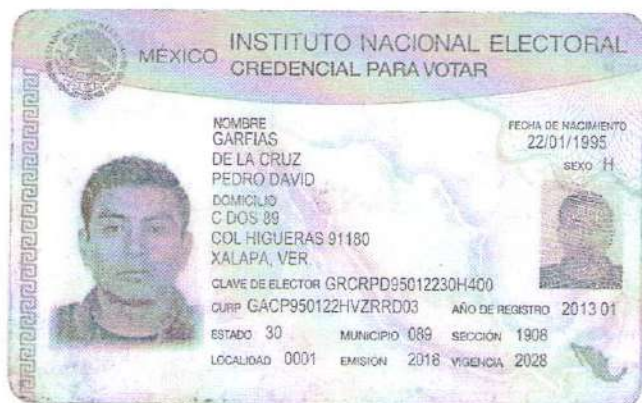 MÉXICO INSTITUTO NACIONAL ELECTORAL
CREDENCIAL PARA VOTAR
NOMBRE
GARFIAS
DE LA CRUZ
PEDRO DAVID
FECHA DE NACIMIENTO
22/01/1995
SEXO H
DOMICILIO
C DOS 89
COL HIGUERAS 91180
XALAPA, VER.
CLAVE DE ELECTOR GRCRPD95012230H400
CURP GACP950122HVZRRD03 AÑO DE REGISTRO 2013 01
ESTADO 30 MUNICIPIO 089 SECCIÓN 1908
LOCALIDAD 0001 EMISIÓN 2018 VIGENCIA 2028